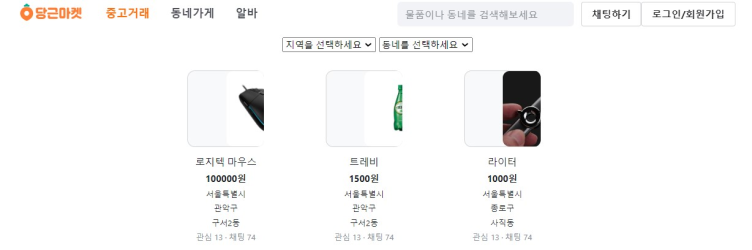 당근마켓 중고거래 동네가게 알바 물품이나 동네를 검색해보세요 채팅하기 로그인/회원가입
지역을 선택하세요 동네를 선택하세요
로지텍 마우스 트레비 라이터
100000원 1500원 1000원
서울특별시 서울특별시 서울특별시
관악구 관악구 종로구
구서2동 구서2동 사직동
관심 13 · 채팅 74 관심 13 · 채팅 74 관심 13 · 채팅 74